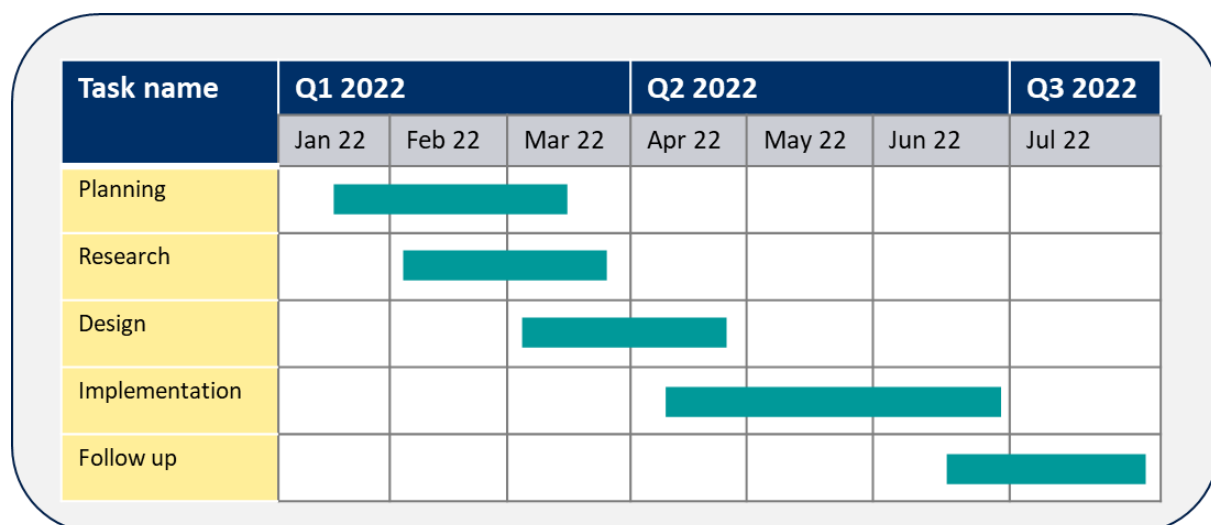 Task name Q1 2022 Q2 2022 Q3 2022
Jan 22 Feb 22 Mar 22 Apr 22 May 22 Jun 22 Jul 22
Planning
Research
Design
Implementation
Follow up